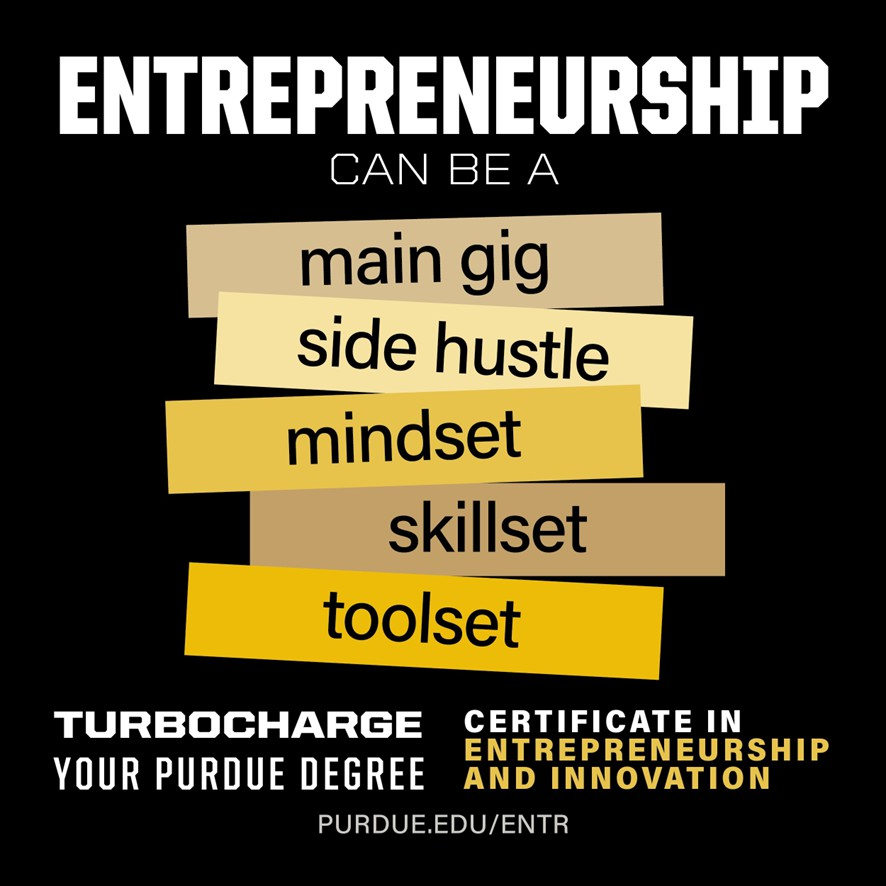 ENTREPRENEURSHIP
CAN BE A
main gig
side hustle
mindset
skillset
toolset
TURBOCHARGE
YOUR PURDUE DEGREE
CERTIFICATE IN
ENTREPRENEURSHIP
AND INNOVATION
PURDUE.EDU/ENTR